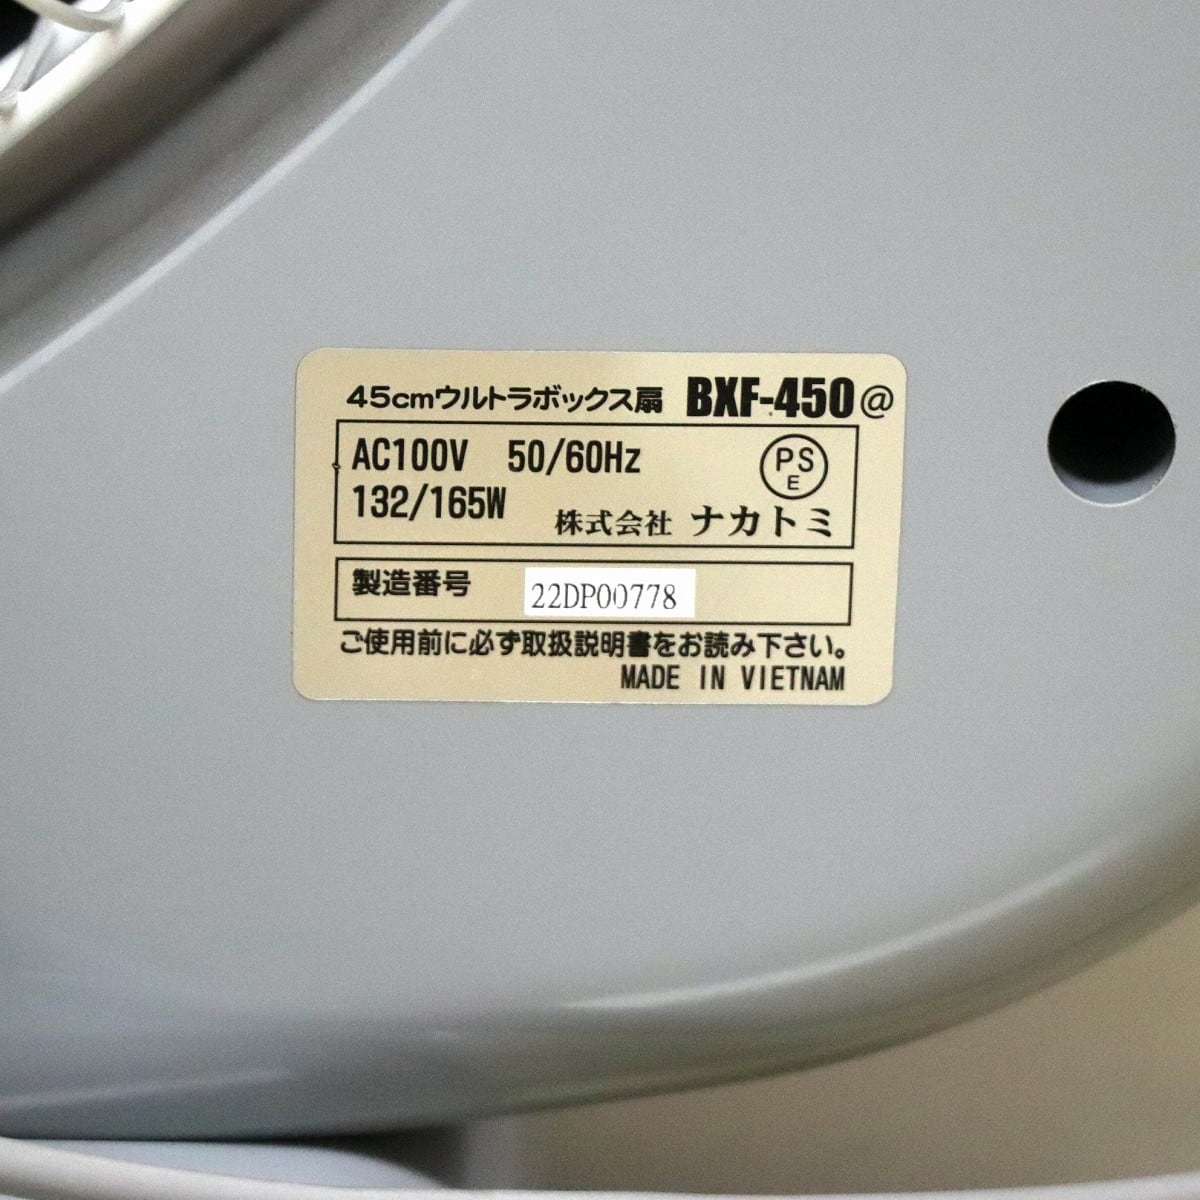 45cmウルトラボックス扇 BXF-450@
AC100V 50/60Hz
PS
E
132/165W
株式会社 ナカトミ
製造番号 22DP00778
ご使用前に必ず取扱説明書をお読み下さい。
MADE IN VIETNAM